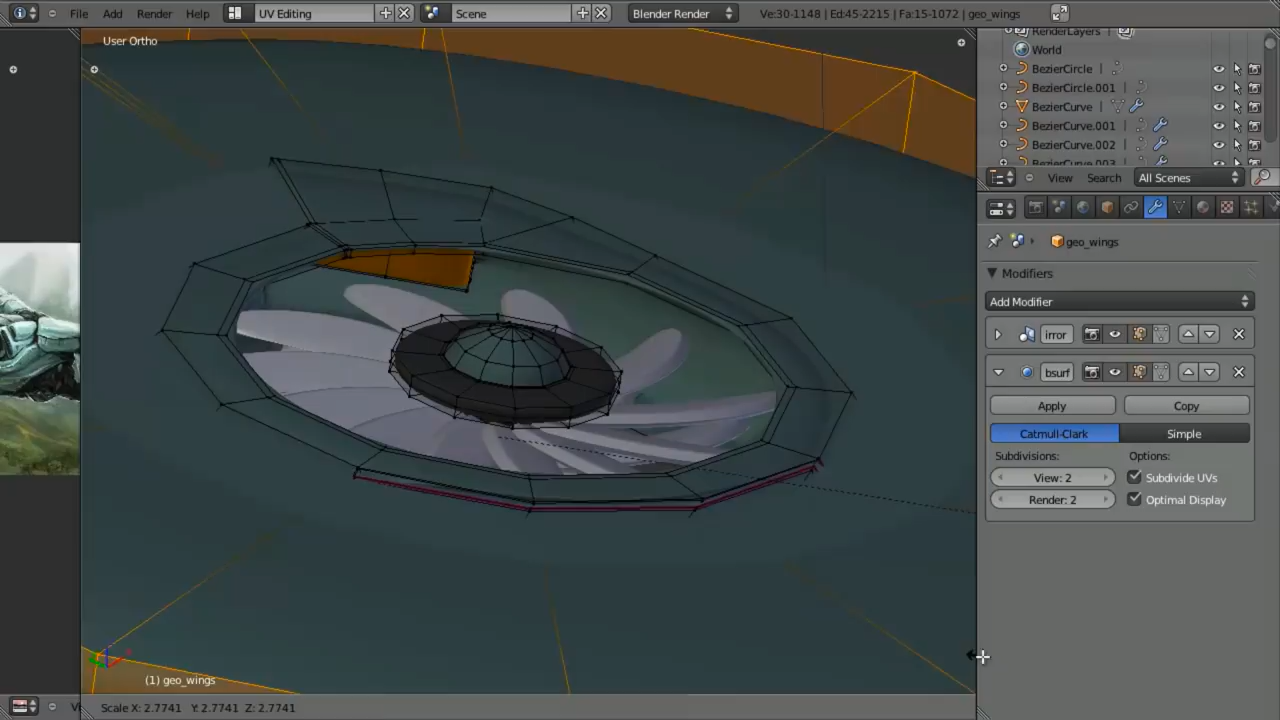 File Add Render Help UV Editing Scene Blender Render Ve:30-1148 | Ed:45-2215 | Fa:15-1072 | geo_wings
User Ortho
RenderLayers
World
BezierCircle
BezierCircle.001
BezierCurve
BezierCurve.001
BezierCurve.002
BezierCurve.003
View Search All Scenes
geo_wings
Modifiers
Add Modifier
irror
bsurf
Apply Copy
Catmull-Clark Simple
Subdivisions: Options:
View: 2 Subdivide UVs
Render: 2 Optimal Display
(1) geo_wings
Vi
Scale X: 2.7741 Y: 2.7741 Z: 2.7741